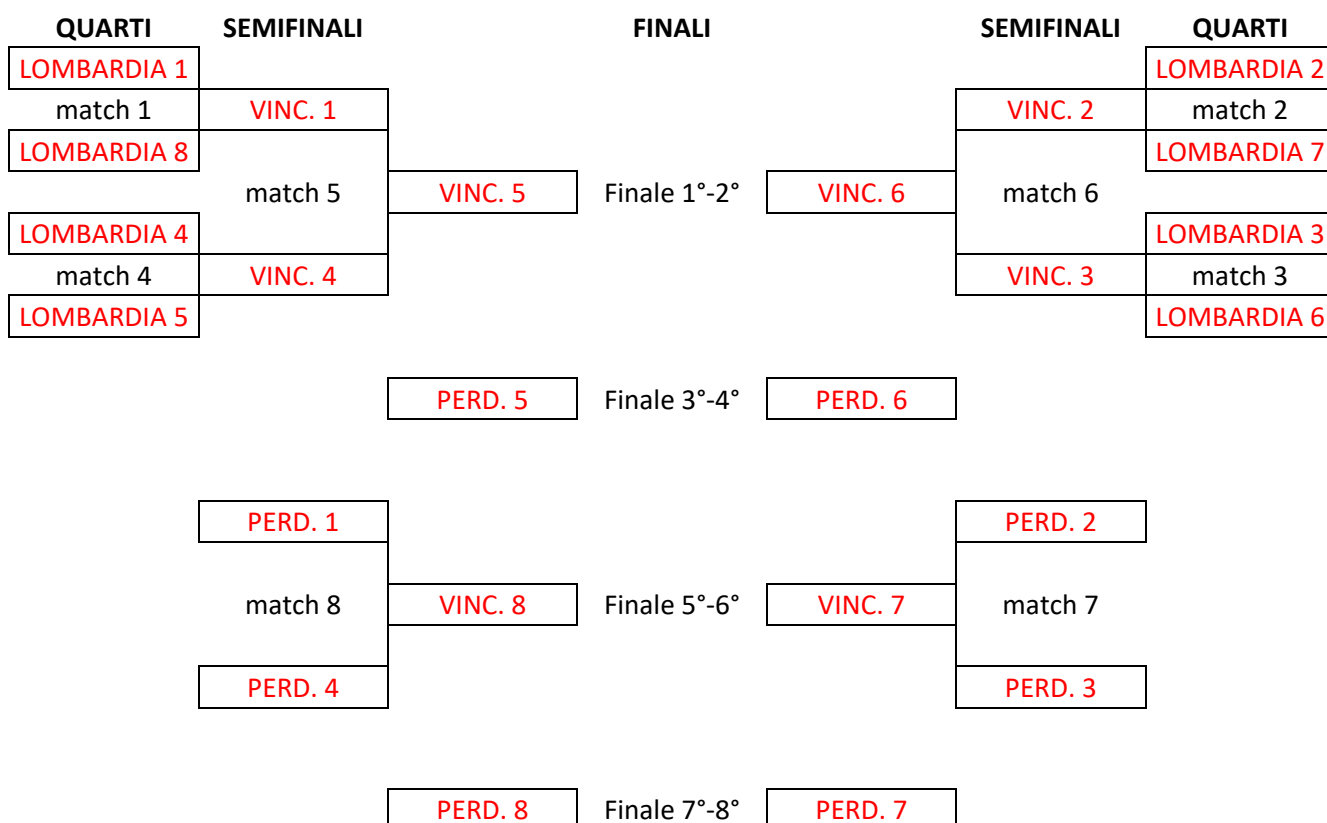 QUARTI SEMIFINALI FINALI SEMIFINALI QUARTI
LOMBARDIA 1 LOMBARDIA 2
match 1 VINC. 1 VINC. 2 match 2
LOMBARDIA 8 LOMBARDIA 7
match 5 VINC. 5 Finale 1°-2° VINC. 6 match 6
LOMBARDIA 4 LOMBARDIA 3
match 4 VINC. 4 VINC. 3 match 3
LOMBARDIA 5 LOMBARDIA 6
PERD. 5 Finale 3°-4° PERD. 6
PERD. 1 PERD. 2
match 8 VINC. 8 Finale 5°-6° VINC. 7 match 7
PERD. 4 PERD. 3
PERD. 8 Finale 7°-8° PERD. 7